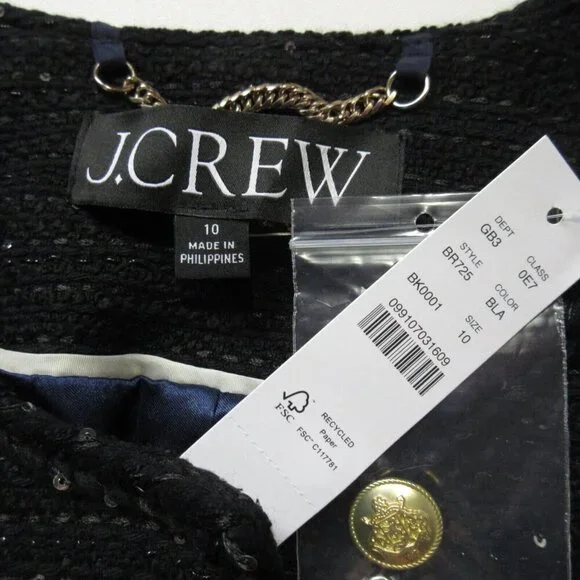 J.CREW
10
MADE IN
PHILIPPINES
DEPT CLASS
GB3 0E7
STYLE COLOR
BR725 BLA
BK0001 SIZE 10
099107031609
FSC
RECYCLED
Paper
FSC™ C117781